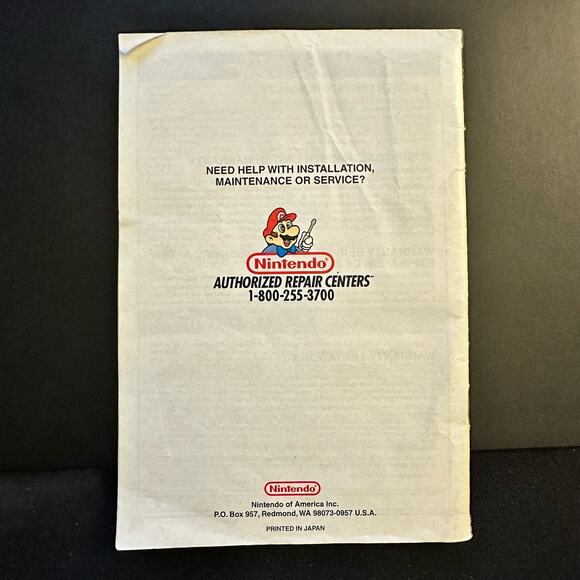 NEED HELP WITH INSTALLATION,
MAINTENANCE OR SERVICE?
Nintendo®
AUTHORIZED REPAIR CENTERS℠
1-800-255-3700
Nintendo®
Nintendo of America Inc.
P.O. Box 957, Redmond, WA 98073-0957 U.S.A.
PRINTED IN JAPAN